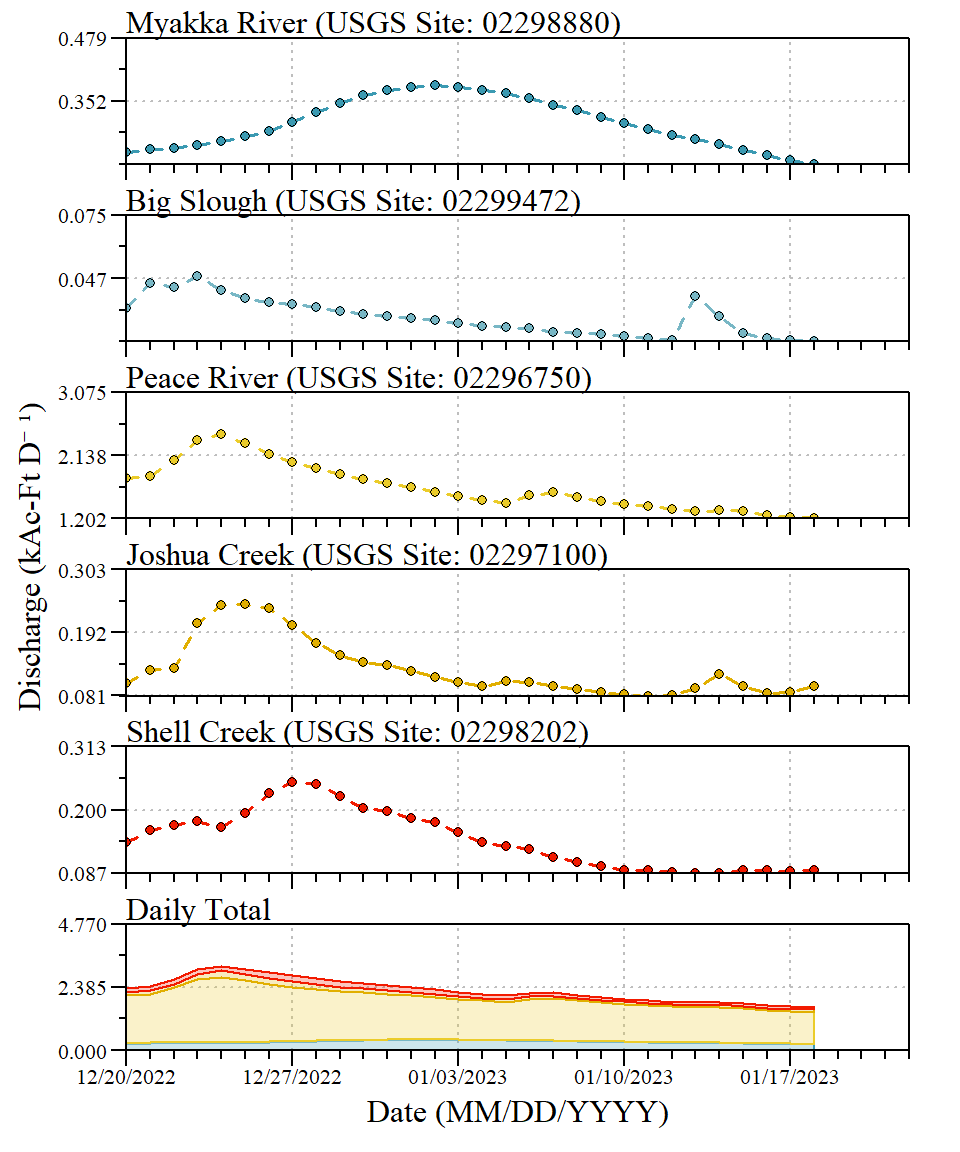 Myakka River (USGS Site: 02298880)
0.479
0.352
Big Slough (USGS Site: 02299472)
0.075
0.047
Peace River (USGS Site: 02296750)
3.075
2.138
1.202
Joshua Creek (USGS Site: 02297100)
0.303
0.192
0.081
Shell Creek (USGS Site: 02298202)
0.313
0.200
0.087
Daily Total
4.770
2.385
0.000
Discharge (kAc-Ft D⁻¹)
12/20/2022 12/27/2022 01/03/2023 01/10/2023 01/17/2023
Date (MM/DD/YYYY)